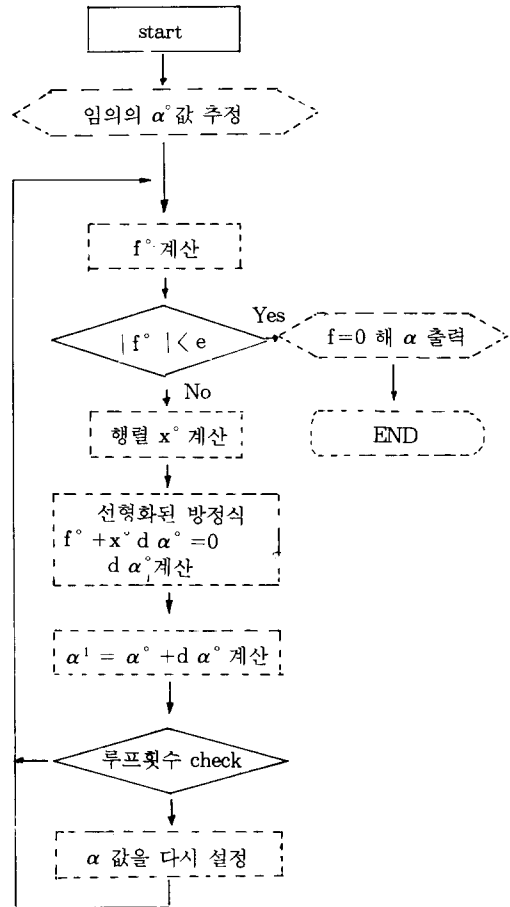 start
임의의 α° 값 추정
f° 계산
| f° | < e
Yes
f=0 해 α 출력
No
END
행렬 x° 계산
선형화된 방정식
f° +x° d α° =0
d α° 계산
α¹ = α° +d α° 계산
루프횟수 check
α 값을 다시 설정